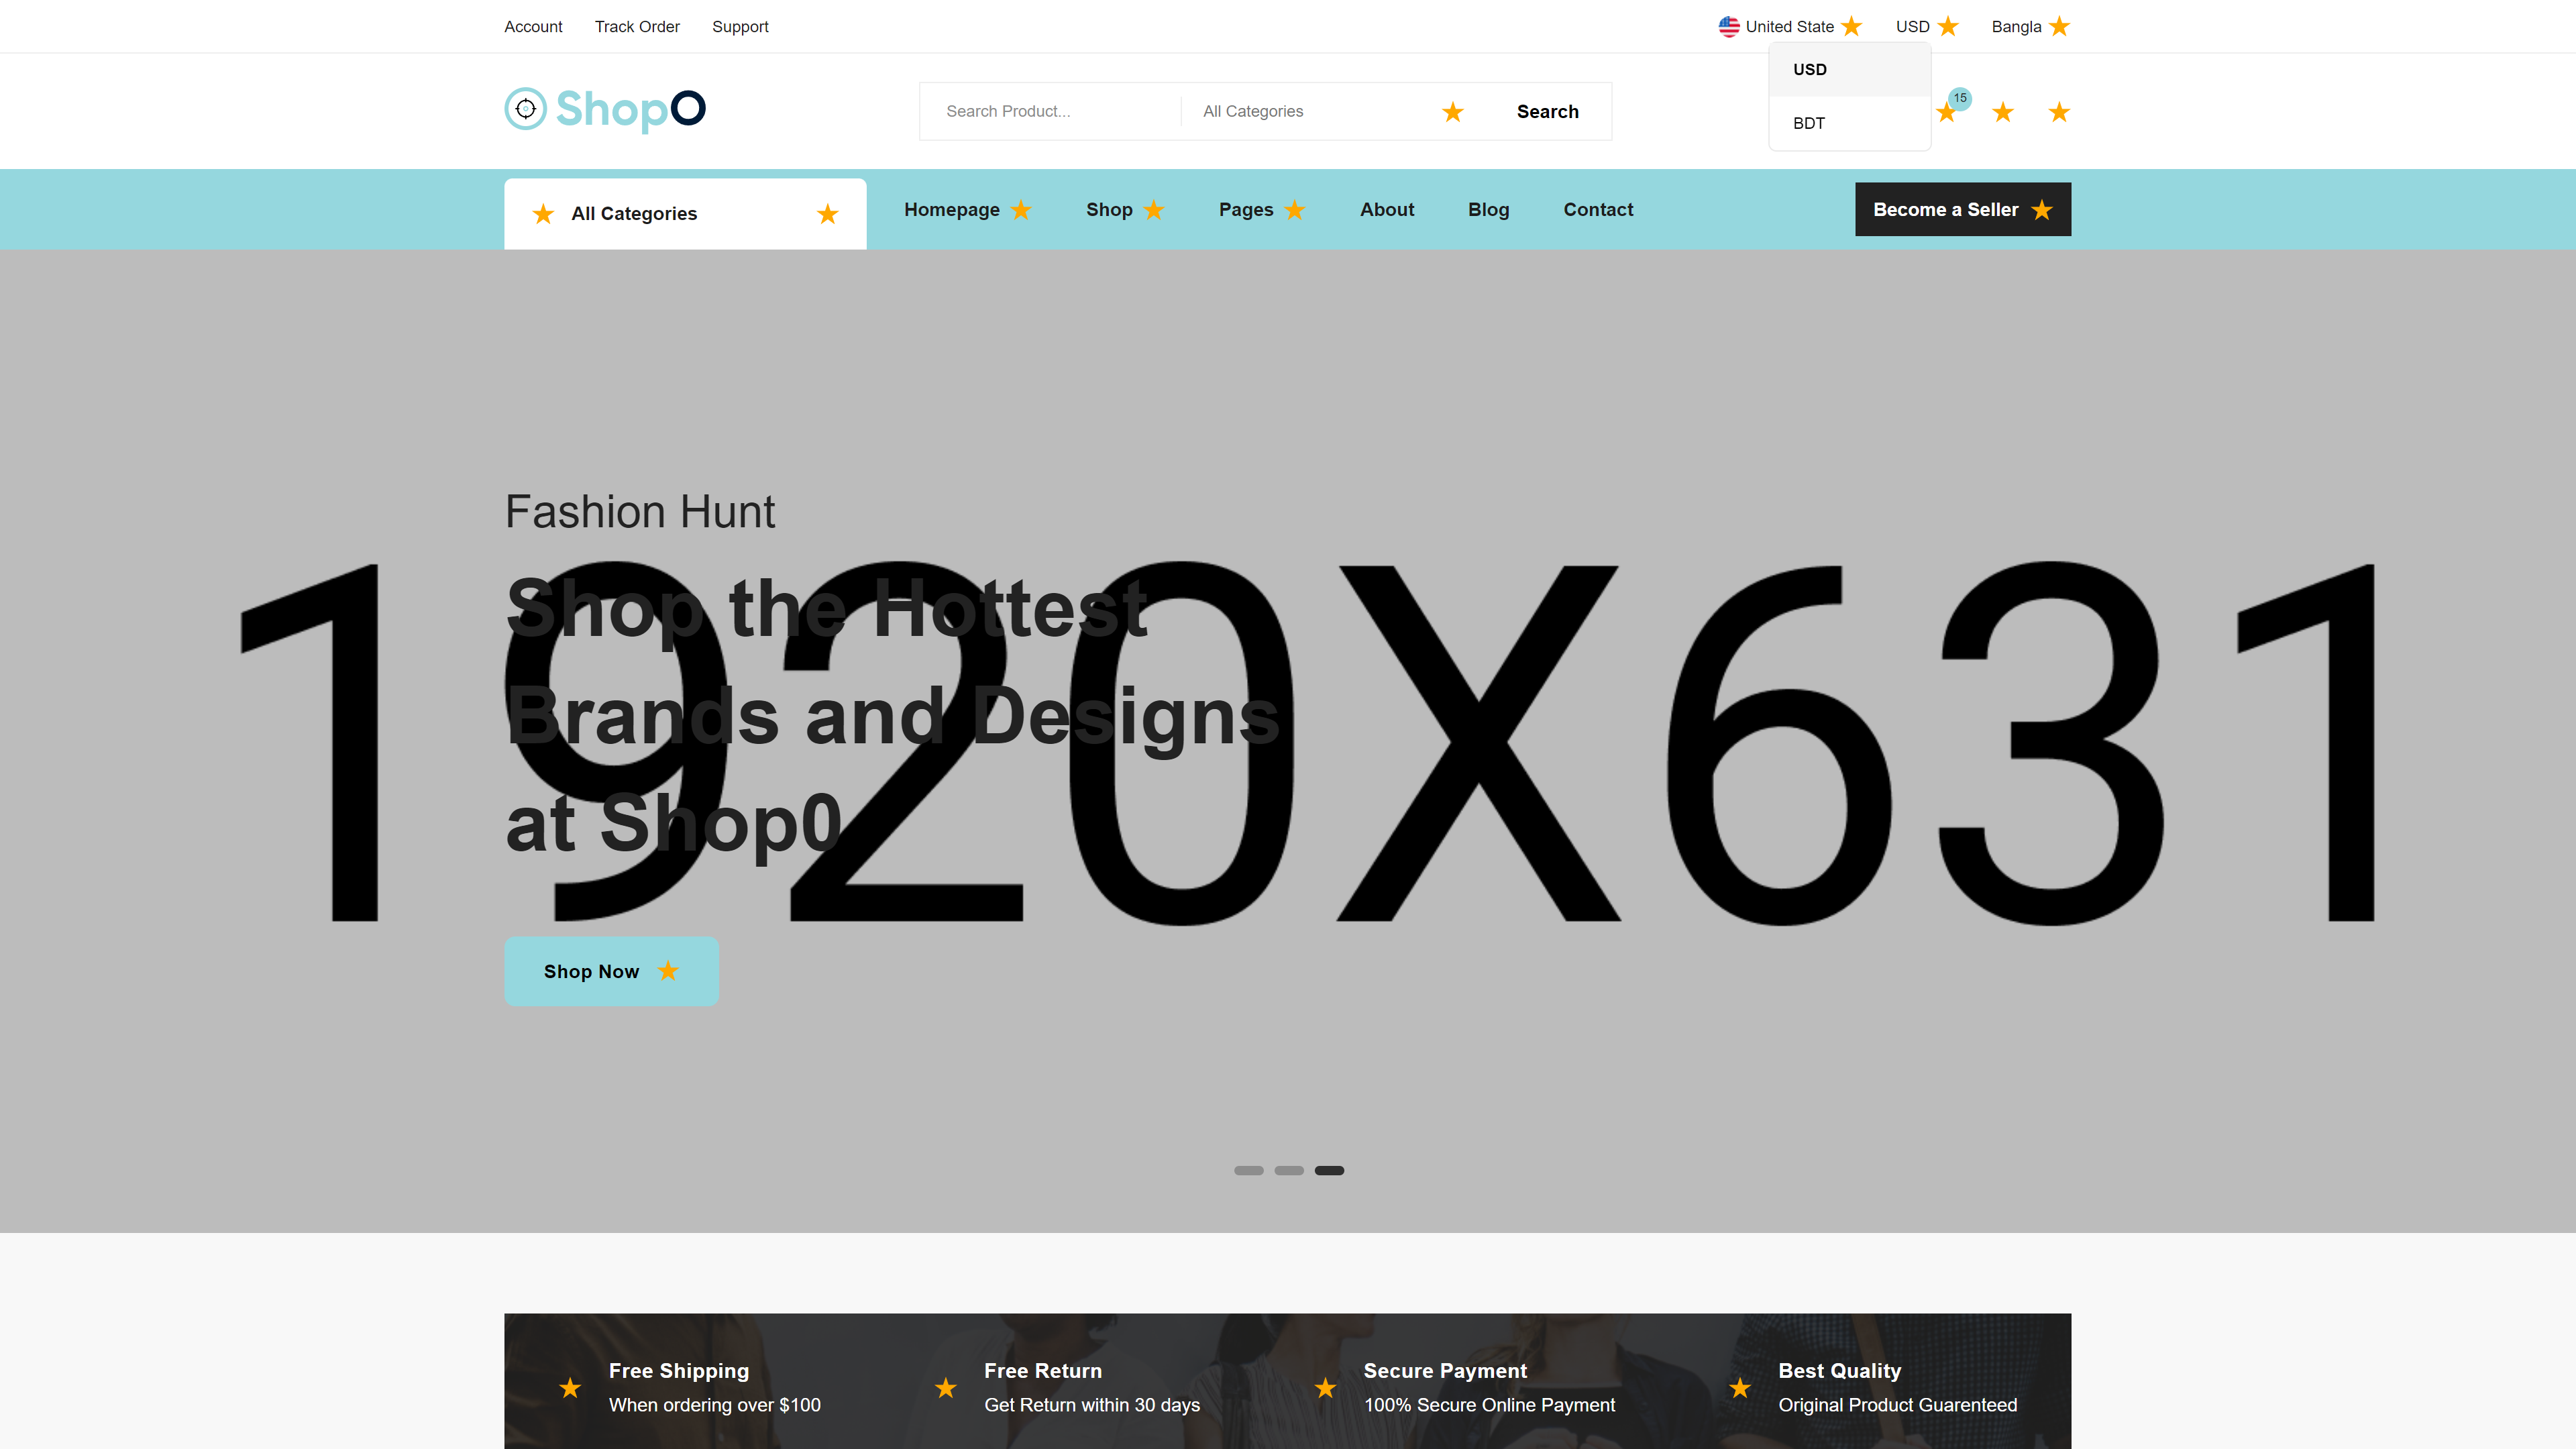 Account Track Order Support United State USD Bangla
USD
BDT
ShopO
Search Product... All Categories Search
15
All Categories Homepage Shop Pages About Blog Contact Become a Seller
1920X631
Fashion Hunt
Shop the Hottest
Brands and Designs
at Shop0
Shop Now
Free Shipping
When ordering over $100
Free Return
Get Return within 30 days
Secure Payment
100% Secure Online Payment
Best Quality
Original Product Guarenteed